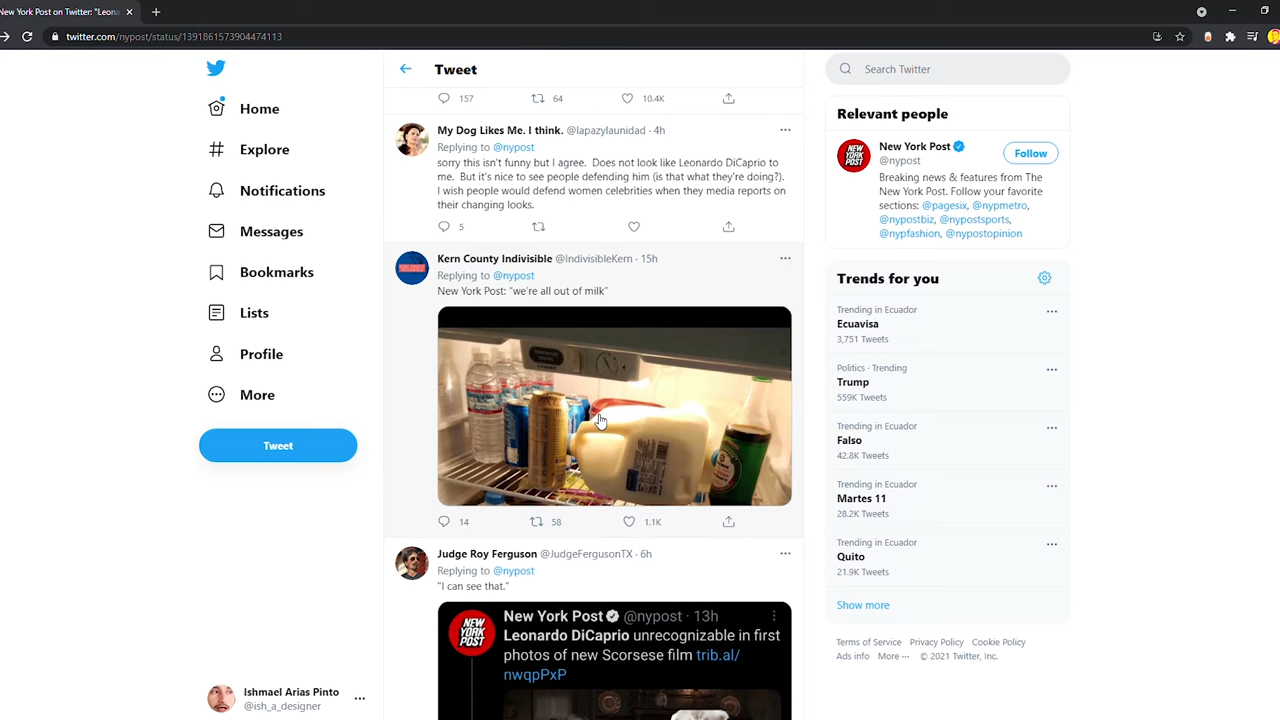 New York Post on Twitter: "Leona
twitter.com/nypost/status/1391861573904474113
Home
Explore
Notifications
Messages
Bookmarks
Lists
Profile
More
Tweet
Ishmael Arias Pinto
@ish_a_designer
Tweet
157 64 10.4K
My Dog Likes Me. I think. @lapazylaunidad · 4h
Replying to @nypost
sorry this isn't funny but I agree. Does not look like Leonardo DiCaprio to
me. But it's nice to see people defending him (is that what they're doing?).
I wish people would defend women celebrities when they media reports on
their changing looks.
5
Kern County Indivisible @IndivisibleKern · 15h
Replying to @nypost
New York Post: "we're all out of milk"
14 58 1.1K
Judge Roy Ferguson @JudgeFergusonTX · 6h
Replying to @nypost
"I can see that."
NEW
YORK
POST
New York Post @nypost · 13h
Leonardo DiCaprio unrecognizable in first
photos of new Scorsese film trib.al/
nwqpPxP
Search Twitter
Relevant people
NEW
YORK
POST
New York Post
@nypost
Follow
Breaking news & features from The
New York Post. Follow your favorite
sections: @pagesix, @nypmetro,
@nypostbiz, @nypostsports,
@nypfashion, @nypostopinion
Trends for you
Trending in Ecuador
Ecuavisa
3,751 Tweets
Politics · Trending
Trump
559K Tweets
Trending in Ecuador
Falso
42.8K Tweets
Trending in Ecuador
Martes 11
28.2K Tweets
Trending in Ecuador
Quito
21.9K Tweets
Show more
Terms of Service Privacy Policy Cookie Policy
Ads info More ··· © 2021 Twitter, Inc.